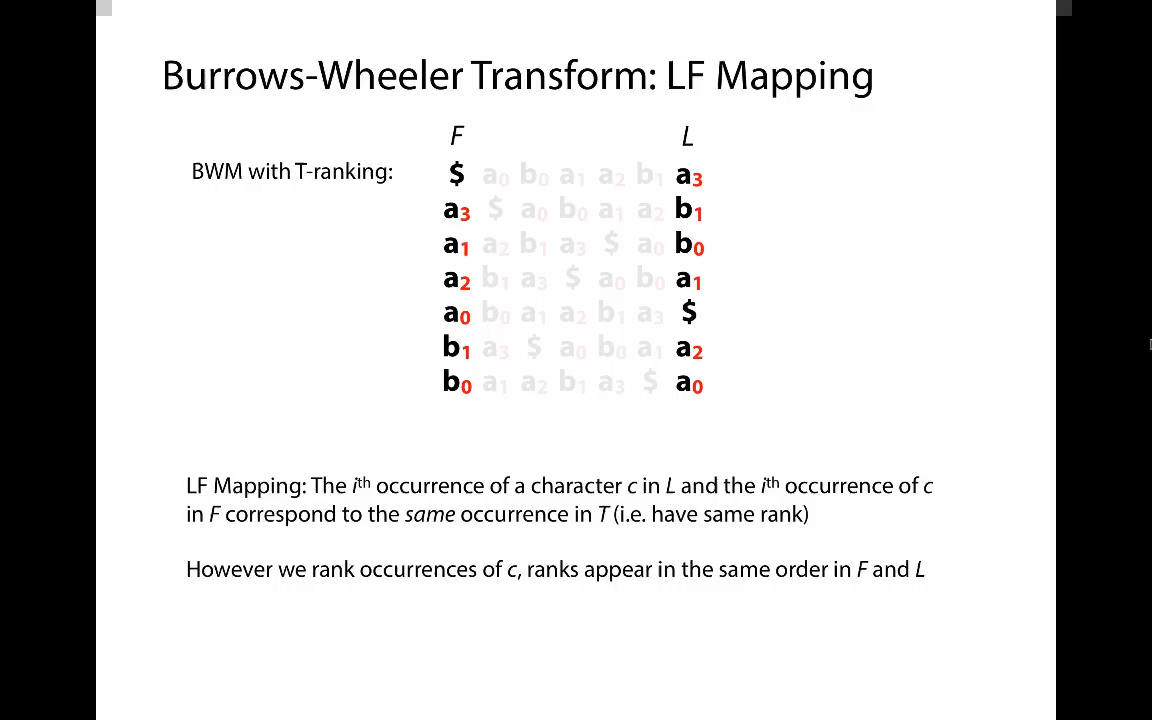 Burrows-Wheeler Transform: LF Mapping
F L
BWM with T-ranking: $ a₀ b₀ a₁ a₂ b₁ a₃
a₃ $ a₀ b₀ a₁ a₂ b₁
a₁ a₂ b₁ a₃ $ a₀ b₀
a₂ b₁ a₃ $ a₀ b₀ a₁
a₀ b₀ a₁ a₂ b₁ a₃ $
b₁ a₃ $ a₀ b₀ a₁ a₂
b₀ a₁ a₂ b₁ a₃ $ a₀
LF Mapping: The iᵗʰ occurrence of a character c in L and the iᵗʰ occurrence of c
in F correspond to the same occurrence in T (i.e. have same rank)
However we rank occurrences of c, ranks appear in the same order in F and L